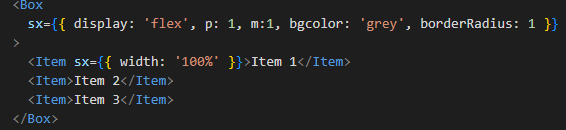 <Box
sx={{ display: 'flex', p: 1, m:1, bgcolor: 'grey', borderRadius: 1 }}
>
<Item sx={{ width: '100%' }}>Item 1</Item>
<Item>Item 2</Item>
<Item>Item 3</Item>
</Box>